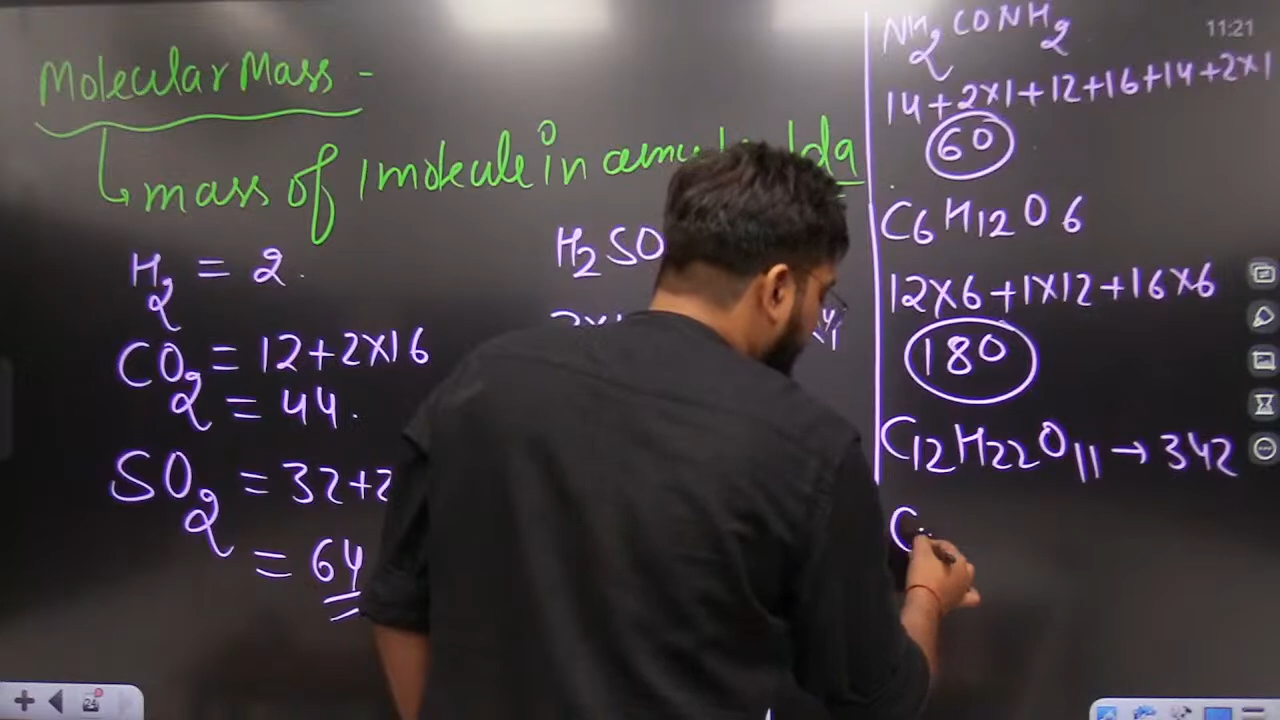 Molecular Mass -
mass of 1 molecule in
H2 = 2.
CO2 = 12+2×16
= 44.
SO2 = 32+2
= 64
H2SO
NH2CONH2
14+2×1+12+16+14+2×1
60
C6H12O6
12×6+1×12+16×6
180
C12H22O11 → 342
C
11:21
24